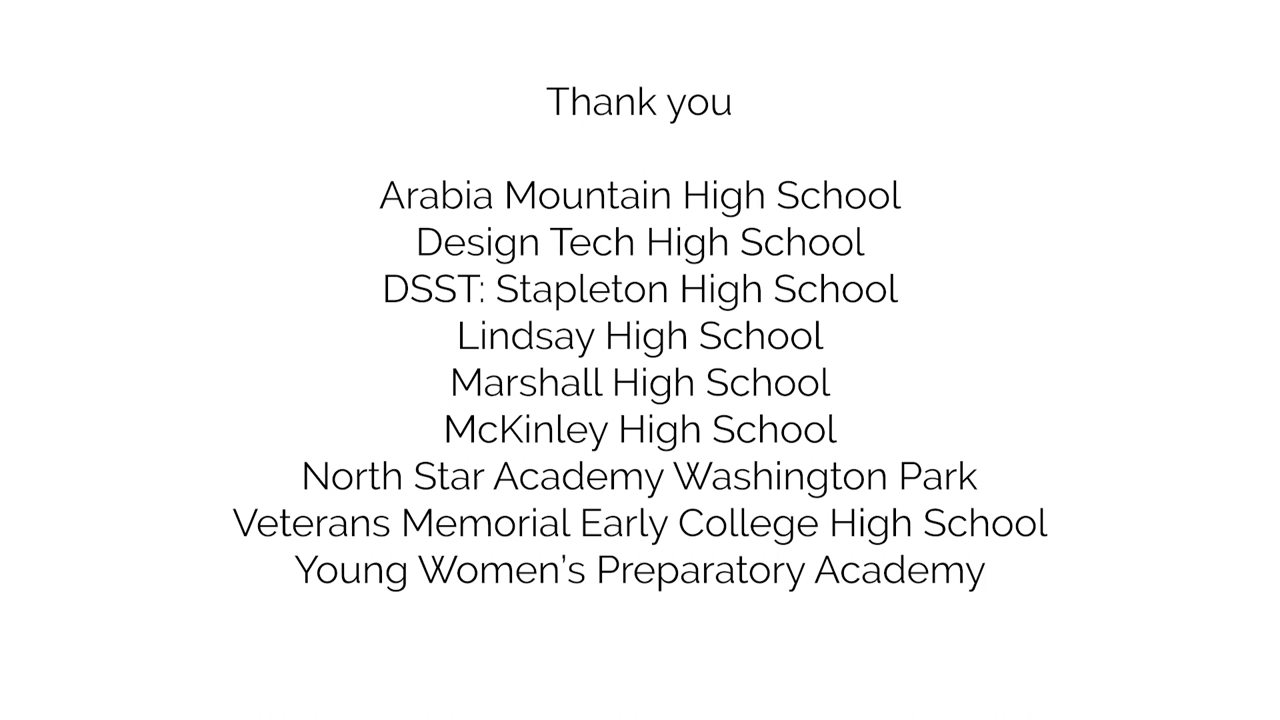 Thank you
Arabia Mountain High School
Design Tech High School
DSST: Stapleton High School
Lindsay High School
Marshall High School
McKinley High School
North Star Academy Washington Park
Veterans Memorial Early College High School
Young Women’s Preparatory Academy